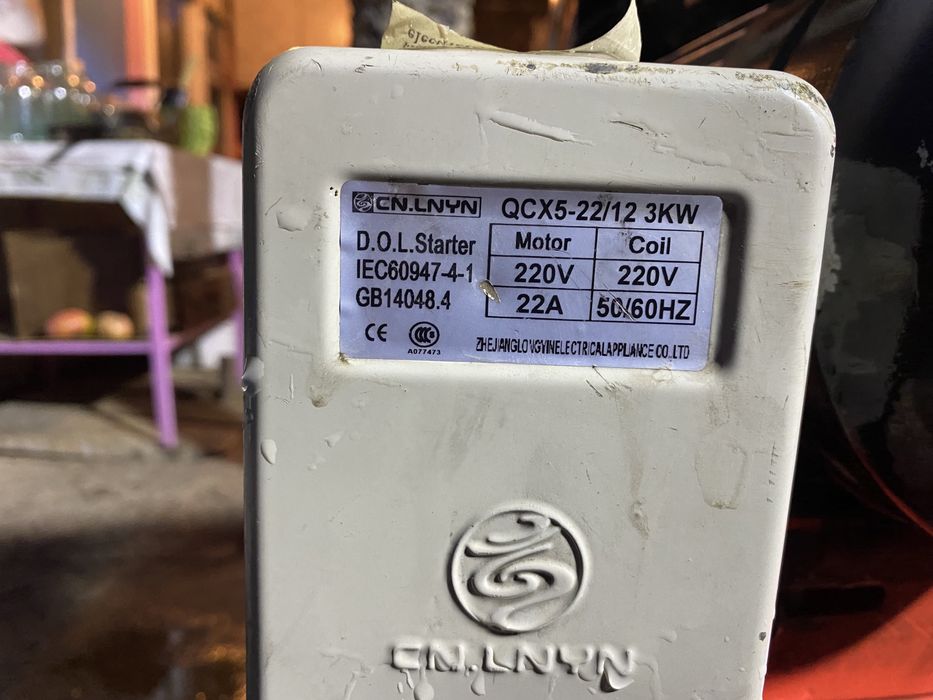 CN.LNYN QCX5-22/12 3KW
D.O.L.Starter
IEC60947-4-1
GB14048.4
Motor Coil
220V 220V
22A 50/60HZ
CE CCC
A077473
ZHEJIANGLONGYINELECTRICALAPPLIANCE CO.,LTD
CN.LNYN